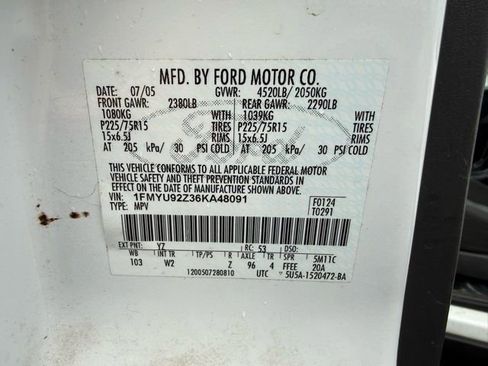 MFD. BY FORD MOTOR CO.
DATE: 07/05 GVWR: 4520LB/ 2050KG
FRONT GAWR: 2380LB REAR GAWR: 2290LB
1080KG 1039KG
P225/75R15 TIRES P225/75R15 TIRES
15x6.5J RIMS 15x6.5J RIMS
AT 205 kPa/ 30 PSI COLD AT 205 kPa/ 30 PSI COLD
THIS VEHICLE CONFORMS TO ALL APPLICABLE FEDERAL MOTOR
VEHICLE SAFETY AND THEFT PREVENTION STANDARDS IN EFFECT
ON THE DATE OF MANUFACTURE SHOWN ABOVE.
VIN: 1FMYU92Z36KA48091 F0124
TYPE: MPV T0291
EXT PNT: YZ RC: 53 DSO:
WB INT TR TP/PS R AXLE TR SPR 5M11C
103 W2 Z 96 4 FFEE 20A
1200507280810 UTC 5U5A-1520472-BA
Ford